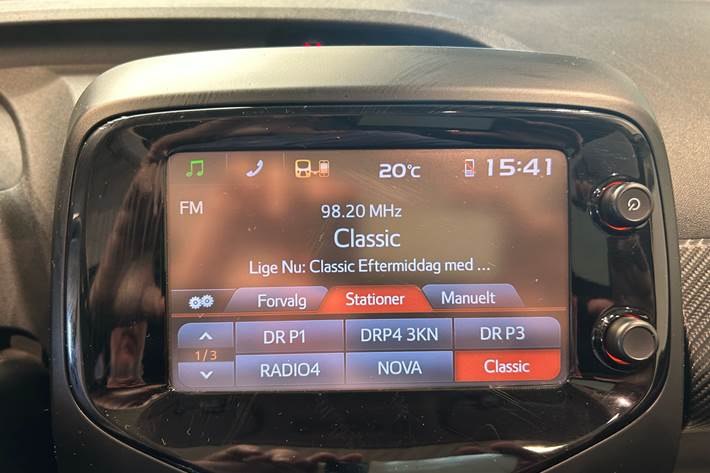 20°C 15:41
FM
98.20 MHz
Classic
Lige Nu: Classic Eftermiddag med ...
Forvalg Stationer Manuelt
DR P1 DRP4 3KN DR P3
1/3
RADIO4 NOVA Classic